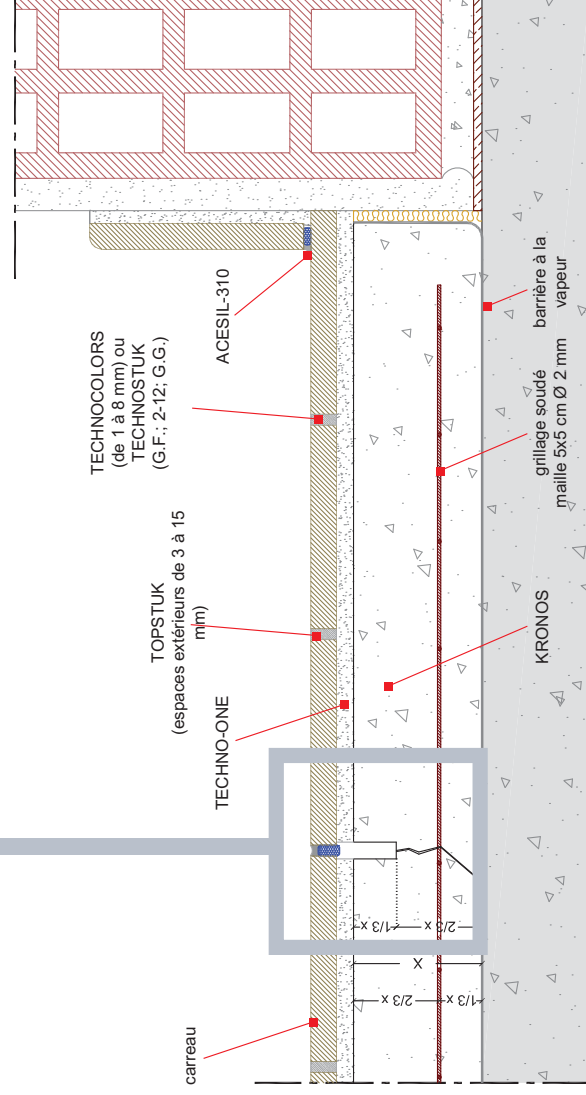 TECHNOCOLORS
(de 1 à 8 mm) ou
TECHNOSTUK
(G.F.; 2-12; G.G.)
ACESIL-310
TOPSTUK
(espaces extérieurs de 3 à 15
mm)
TECHNO-ONE
carreau
barrière à la
vapeur
grillage soudé
maille 5x5 cm Ø 2 mm
KRONOS
1/3 x
2/3 x
X
2/3 x
1/3 x